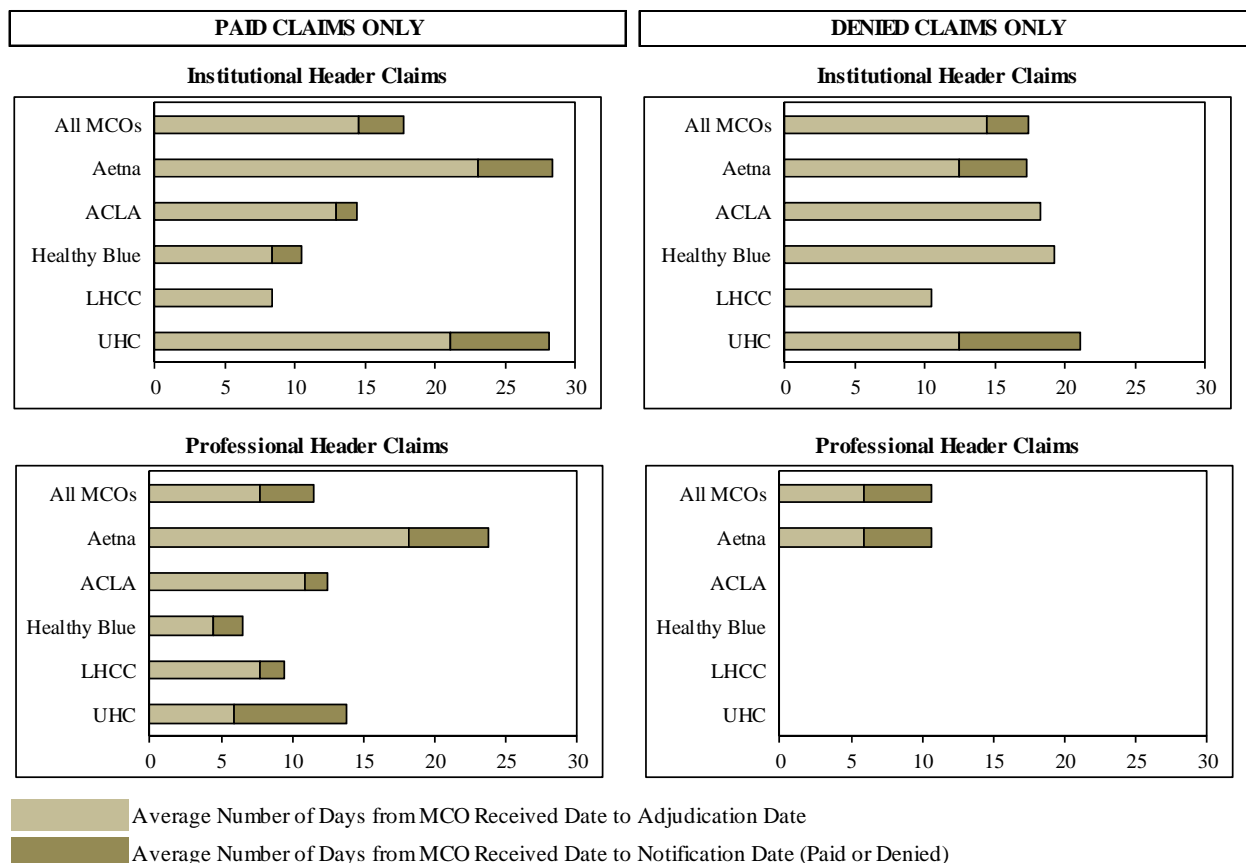 PAID CLAIMS ONLY
DENIED CLAIMS ONLY
Institutional Header Claims
All MCOs
Aetna
ACLA
Healthy Blue
LHCC
UHC
0 5 10 15 20 25 30
Institutional Header Claims
All MCOs
Aetna
ACLA
Healthy Blue
LHCC
UHC
0 5 10 15 20 25 30
Professional Header Claims
All MCOs
Aetna
ACLA
Healthy Blue
LHCC
UHC
0 5 10 15 20 25 30
Professional Header Claims
All MCOs
Aetna
ACLA
Healthy Blue
LHCC
UHC
0 5 10 15 20 25 30
Average Number of Days from MCO Received Date to Adjudication Date
Average Number of Days from MCO Received Date to Notification Date (Paid or Denied)